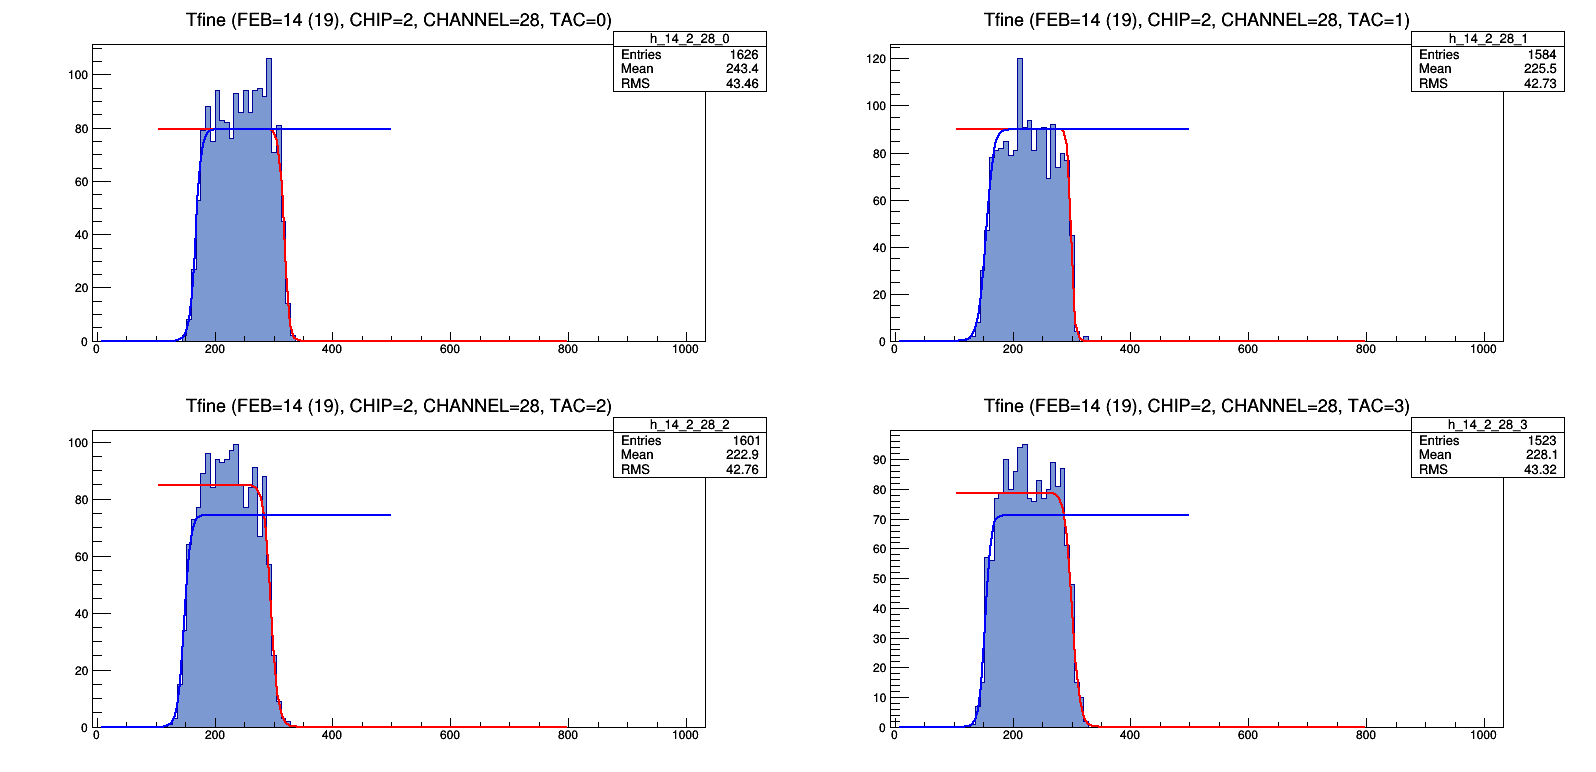 Tfine (FEB=14 (19), CHIP=2, CHANNEL=28, TAC=0)
h_14_2_28_0
Entries 1626
Mean 243.4
RMS 43.46
100
80
60
40
20
0
0 200 400 600 800 1000
Tfine (FEB=14 (19), CHIP=2, CHANNEL=28, TAC=1)
h_14_2_28_1
Entries 1584
Mean 225.5
RMS 42.73
120
100
80
60
40
20
0
0 200 400 600 800 1000
Tfine (FEB=14 (19), CHIP=2, CHANNEL=28, TAC=2)
h_14_2_28_2
Entries 1601
Mean 222.9
RMS 42.76
100
80
60
40
20
0
0 200 400 600 800 1000
Tfine (FEB=14 (19), CHIP=2, CHANNEL=28, TAC=3)
h_14_2_28_3
Entries 1523
Mean 228.1
RMS 43.32
90
80
70
60
50
40
30
20
10
0
0 200 400 600 800 1000